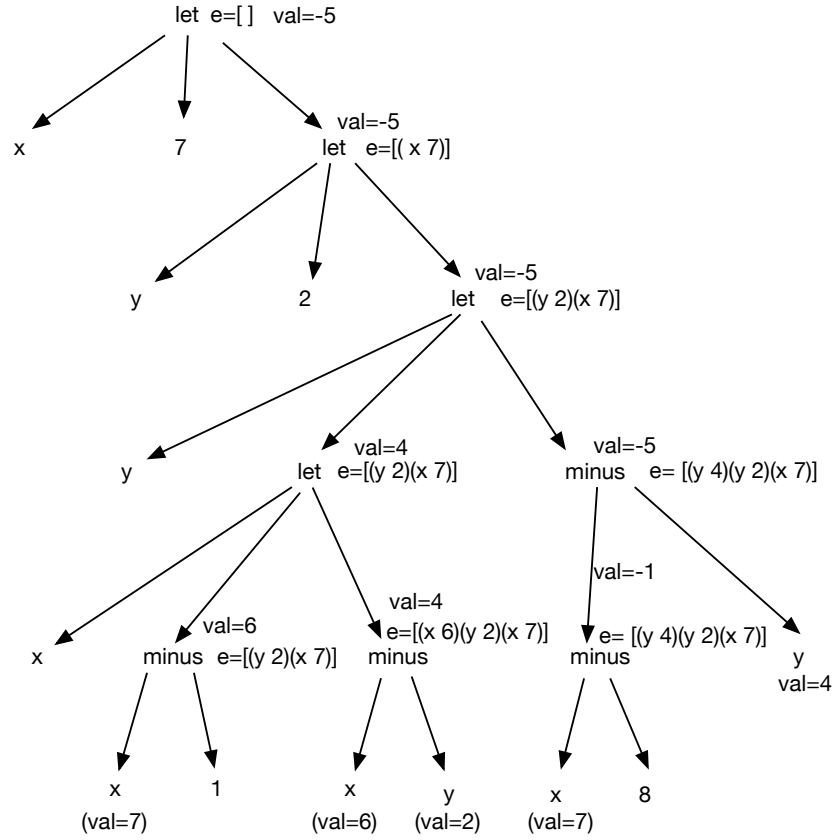 let e=[ ] val=-5
x
7
val=-5
let e=[( x 7)]
y
2
val=-5
let e=[(y 2)(x 7)]
y
val=4
let e=[(y 2)(x 7)]
val=-5
minus e= [(y 4)(y 2)(x 7)]
val=-1
x
val=6
minus e=[(y 2)(x 7)]
val=4
e=[(x 6)(y 2)(x 7)]
minus
e= [(y 4)(y 2)(x 7)]
minus
y
val=4
x
(val=7)
1
x
(val=6)
y
(val=2)
x
(val=7)
8